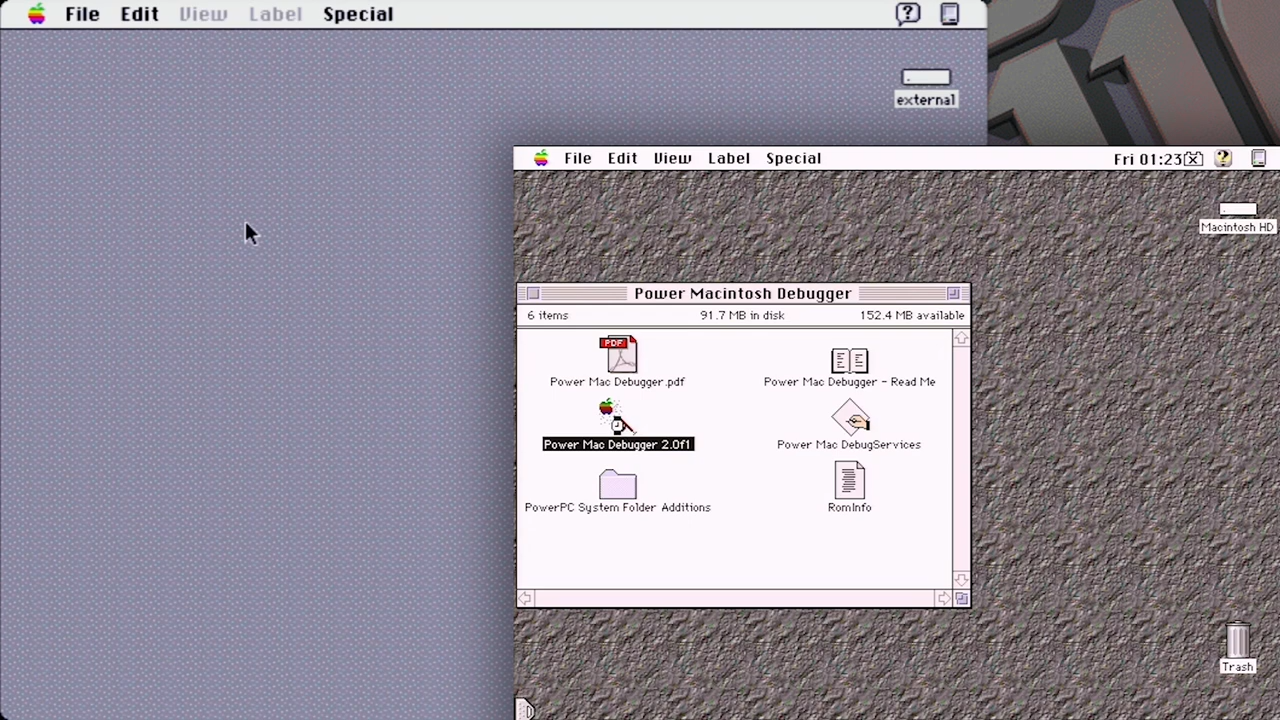 File Edit View Label Special
external
File Edit View Label Special Fri 01:23
Macintosh HD
Power Macintosh Debugger
6 items 91.7 MB in disk 152.4 MB available
PDF
Power Mac Debugger.pdf Power Mac Debugger - Read Me
Power Mac Debugger 2.0f1 Power Mac DebugServices
PowerPC System Folder Additions RomInfo
Trash